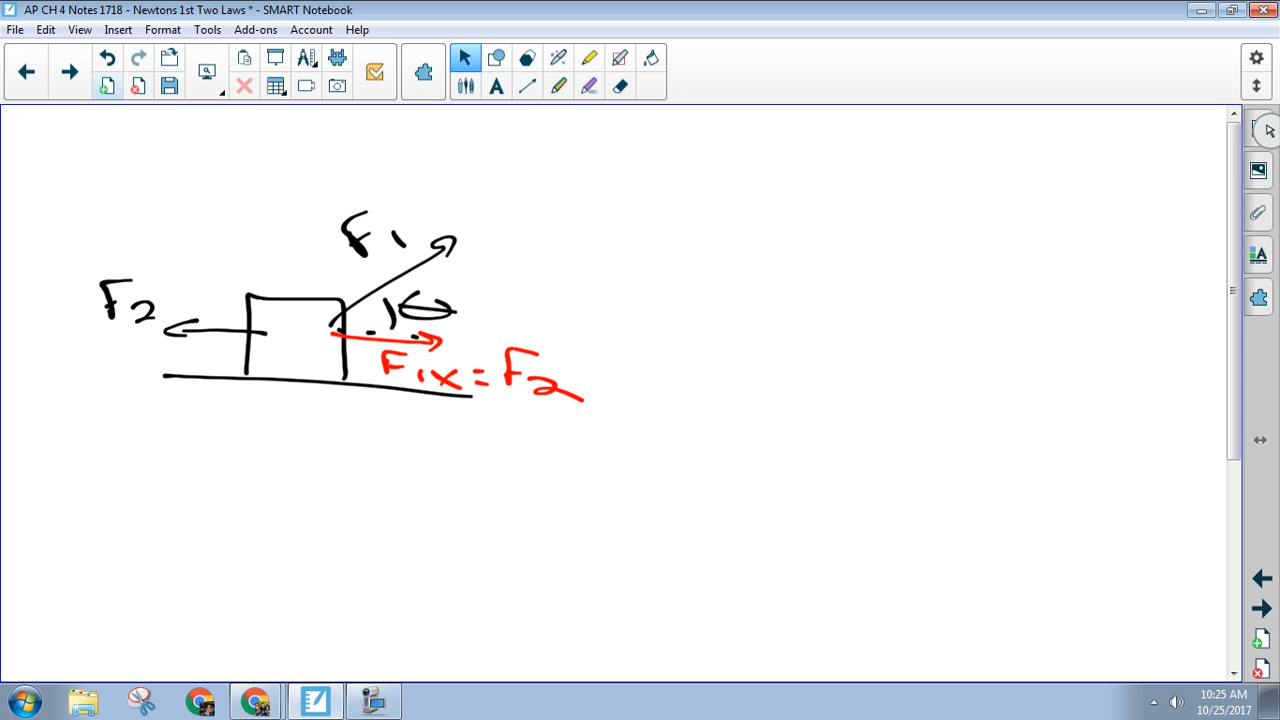 AP CH 4 Notes 1718 - Newtons 1st Two Laws * - SMART Notebook
File Edit View Insert Format Tools Add-ons Account Help
F1
F2
θ
F1x = F2
10:25 AM
10/25/2017